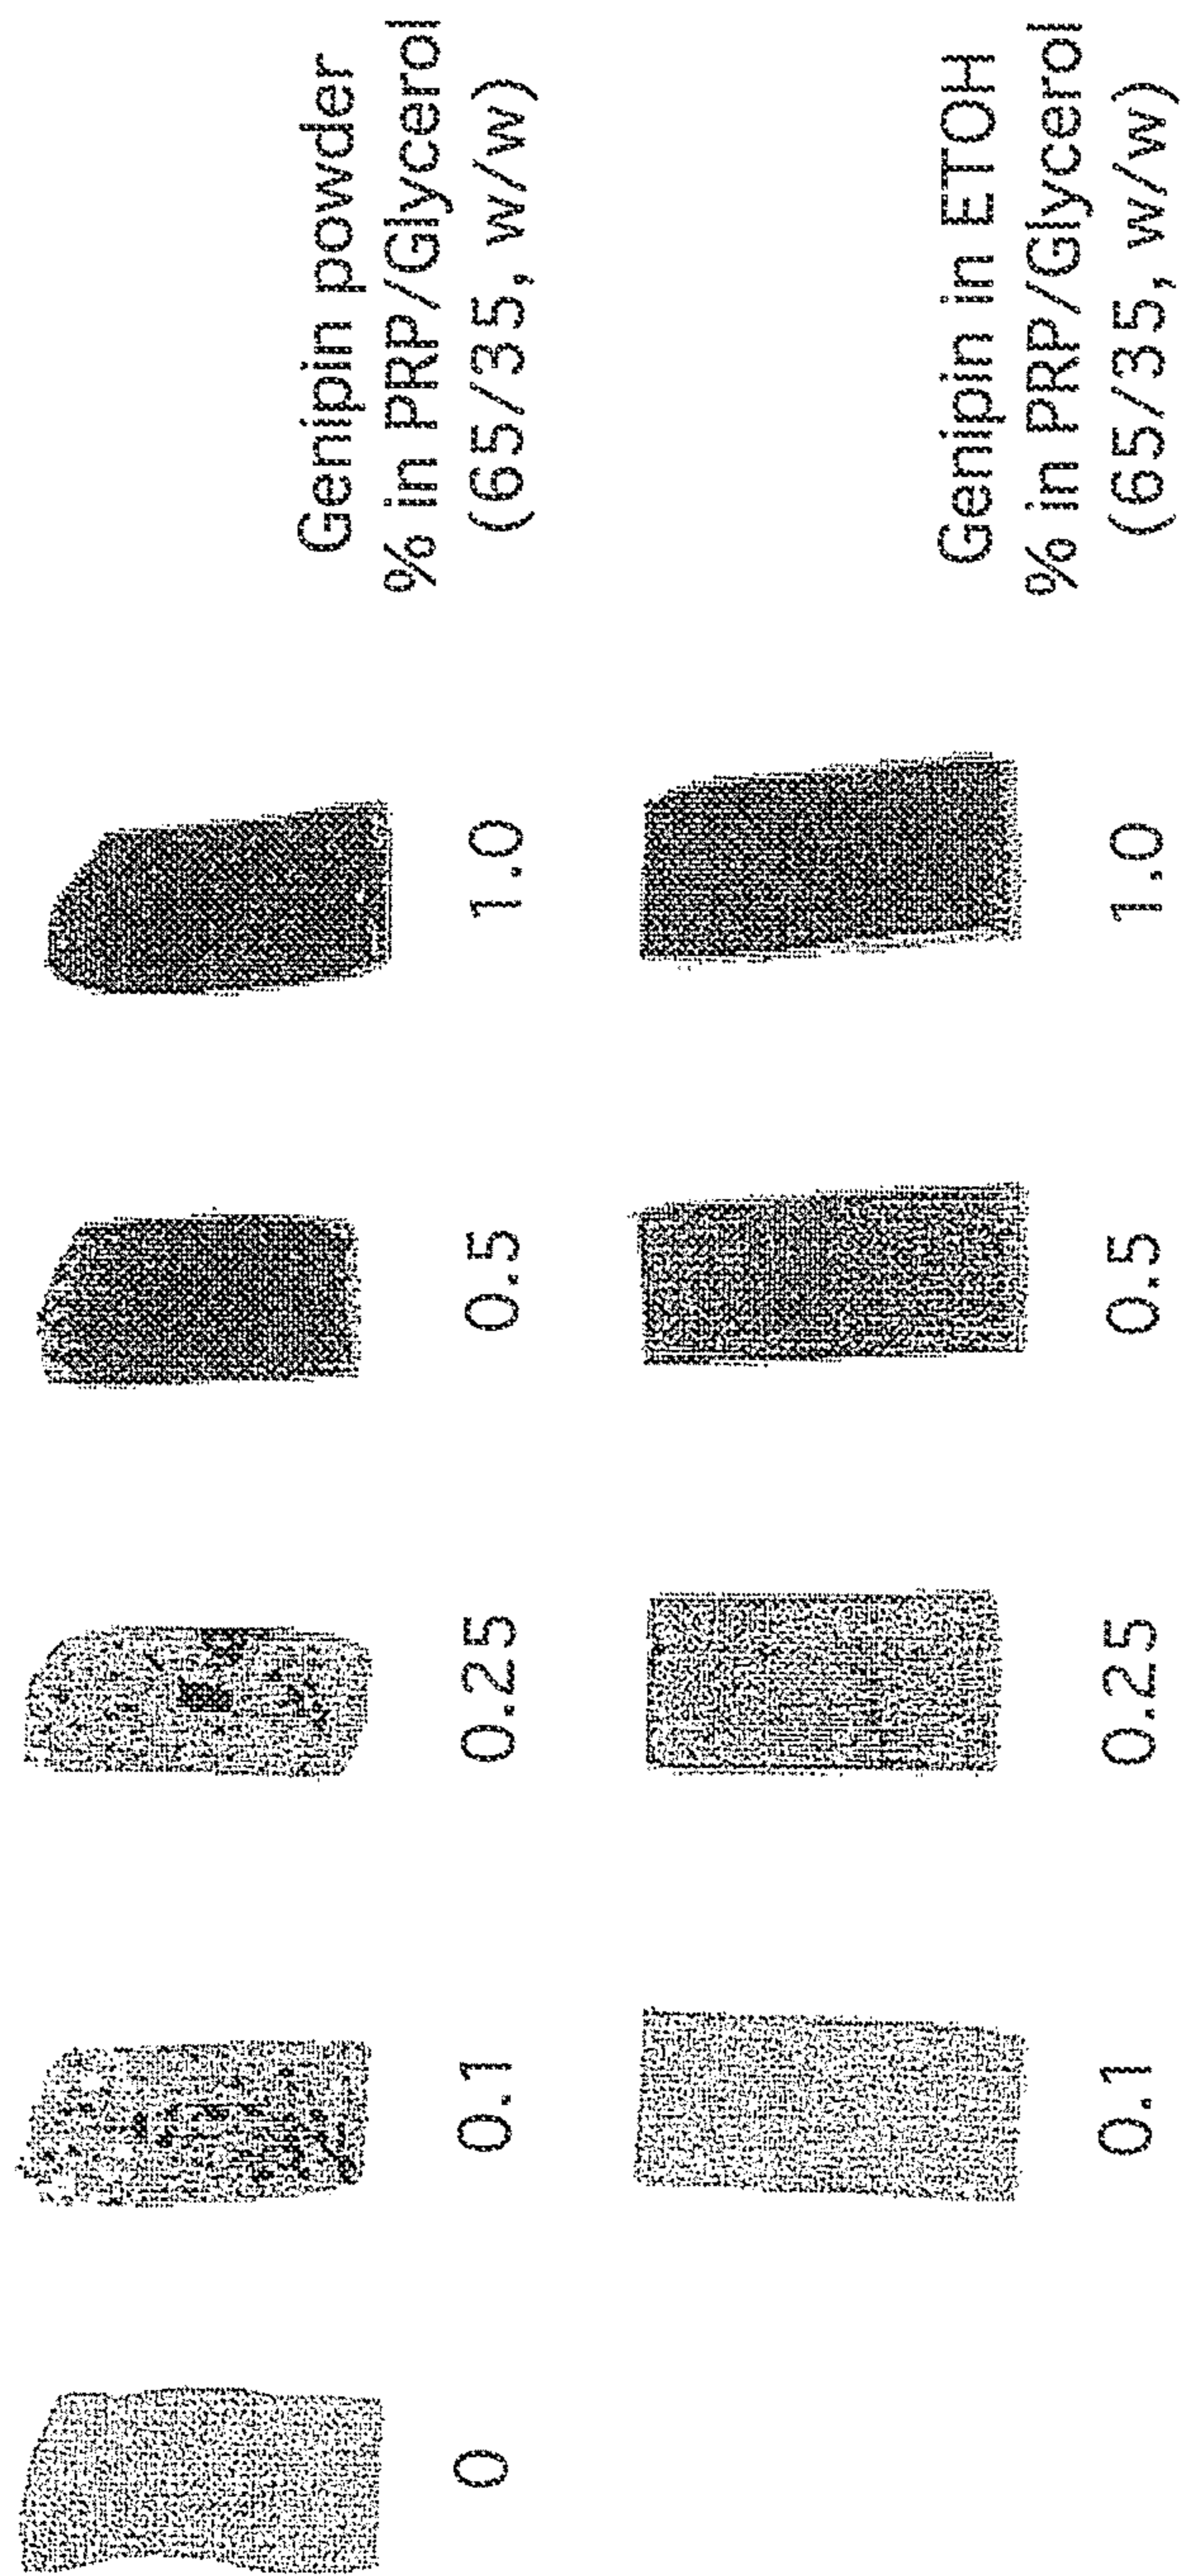 Genipin powder
% in PRP/Glycerol
0 0.1 0.25 0.5 1.0 (65/35, w/w)
Genipin in ETOH
% in PRP/Glycerol
0.1 0.25 0.5 1.0 (65/35, w/w)